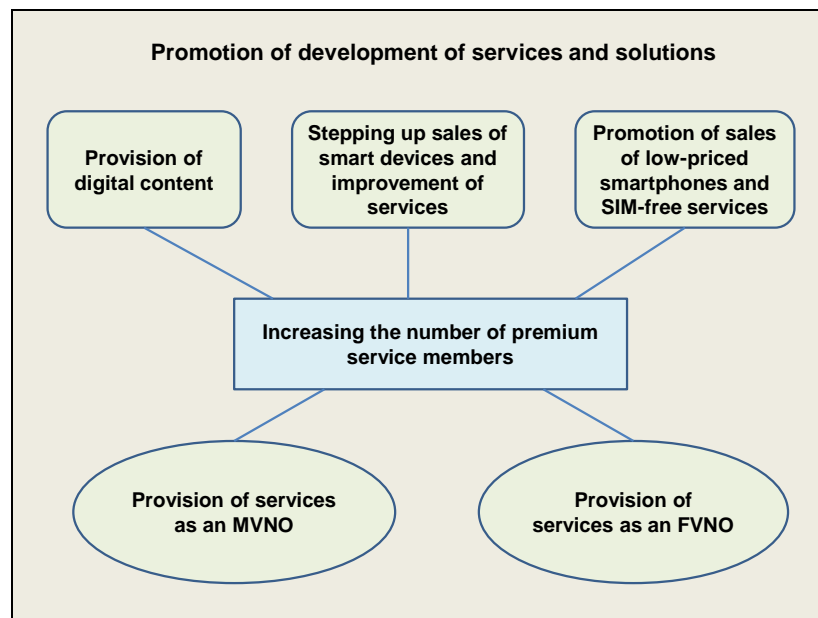 Promotion of development of services and solutions
Provision of
digital content
Stepping up sales of
smart devices and
improvement of
services
Promotion of sales
of low-priced
smartphones and
SIM-free services
Increasing the number of premium
service members
Provision of services
as an MVNO
Provision of
services as an FVNO